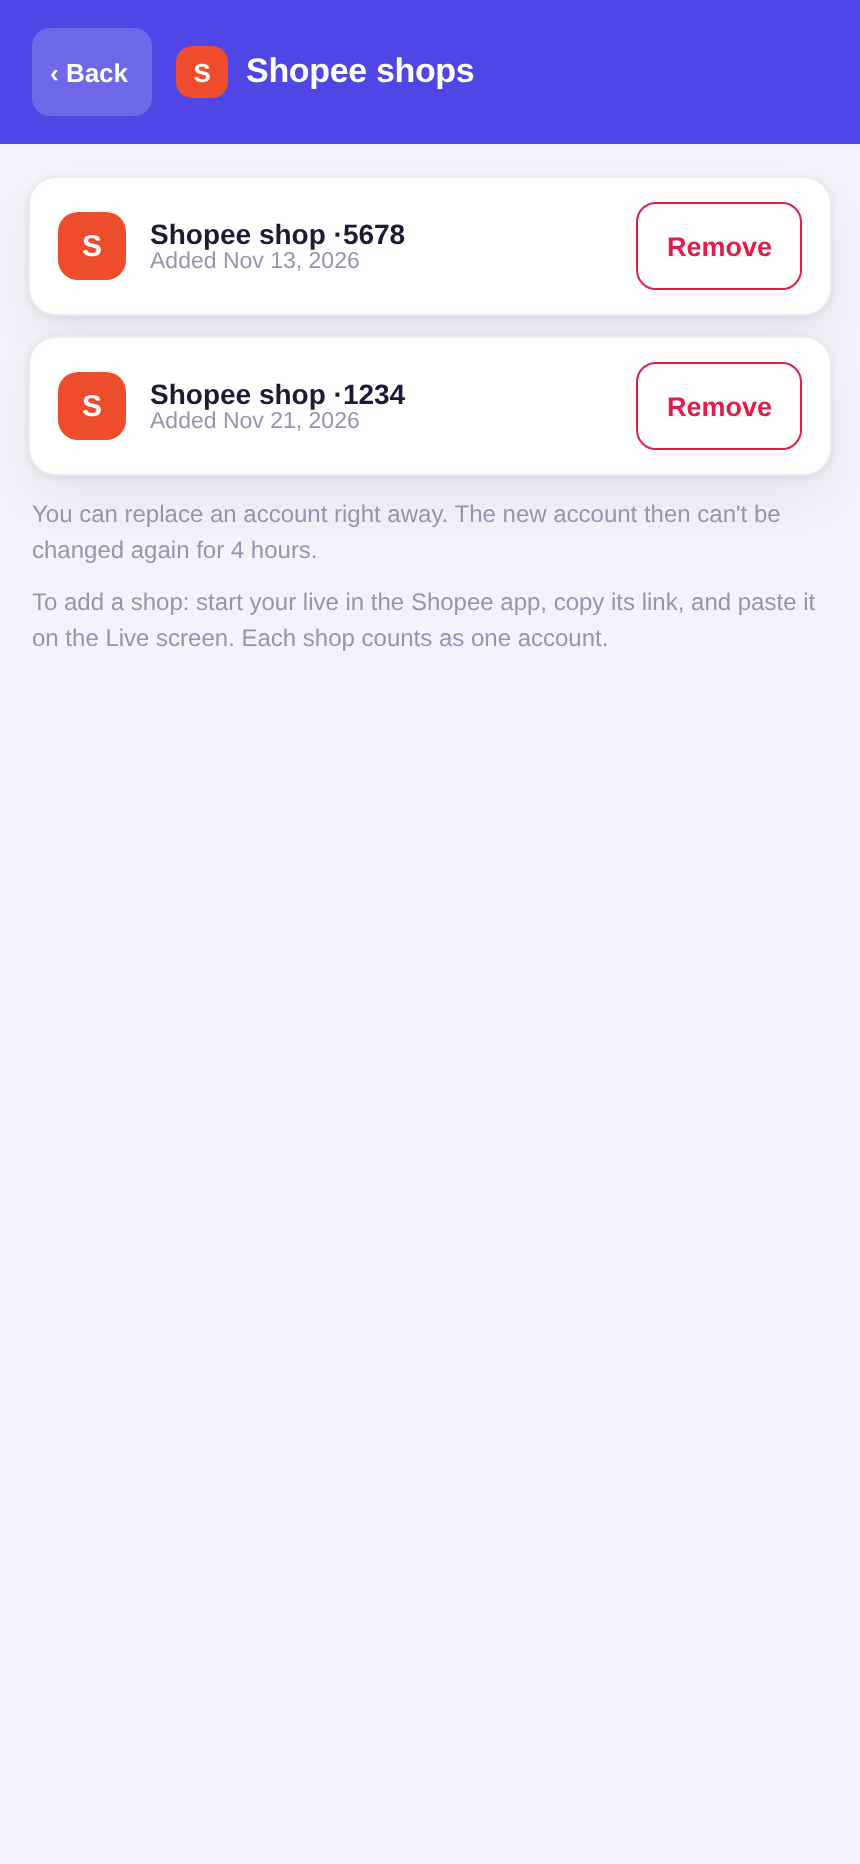 ‹ Back
S
Shopee shops
S
Shopee shop ·5678
Added Nov 13, 2026
Remove
S
Shopee shop ·1234
Added Nov 21, 2026
Remove
You can replace an account right away. The new account then can't be
changed again for 4 hours.
To add a shop: start your live in the Shopee app, copy its link, and paste it
on the Live screen. Each shop counts as one account.